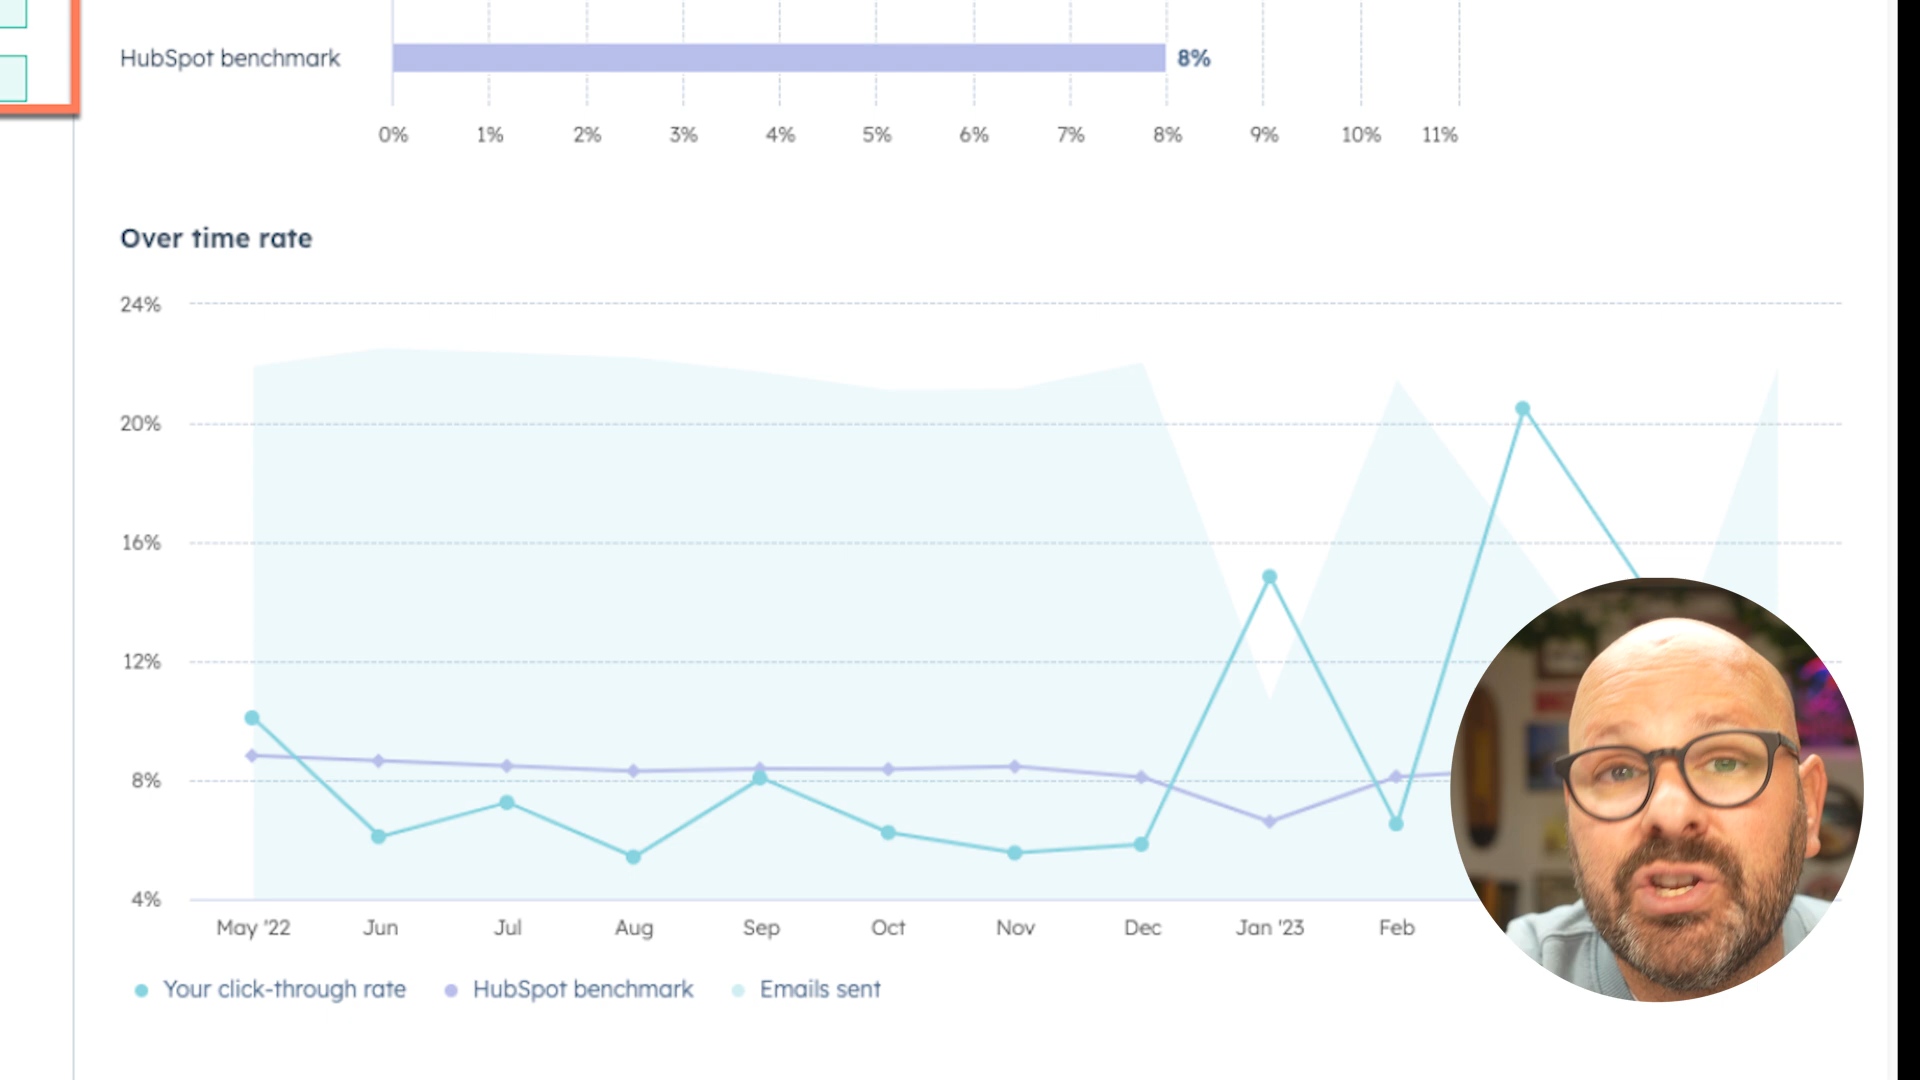 HubSpot benchmark 8%
0% 1% 2% 3% 4% 5% 6% 7% 8% 9% 10% 11%
Over time rate
24%
20%
16%
12%
8%
4%
May '22 Jun Jul Aug Sep Oct Nov Dec Jan '23 Feb
Your click-through rate HubSpot benchmark Emails sent